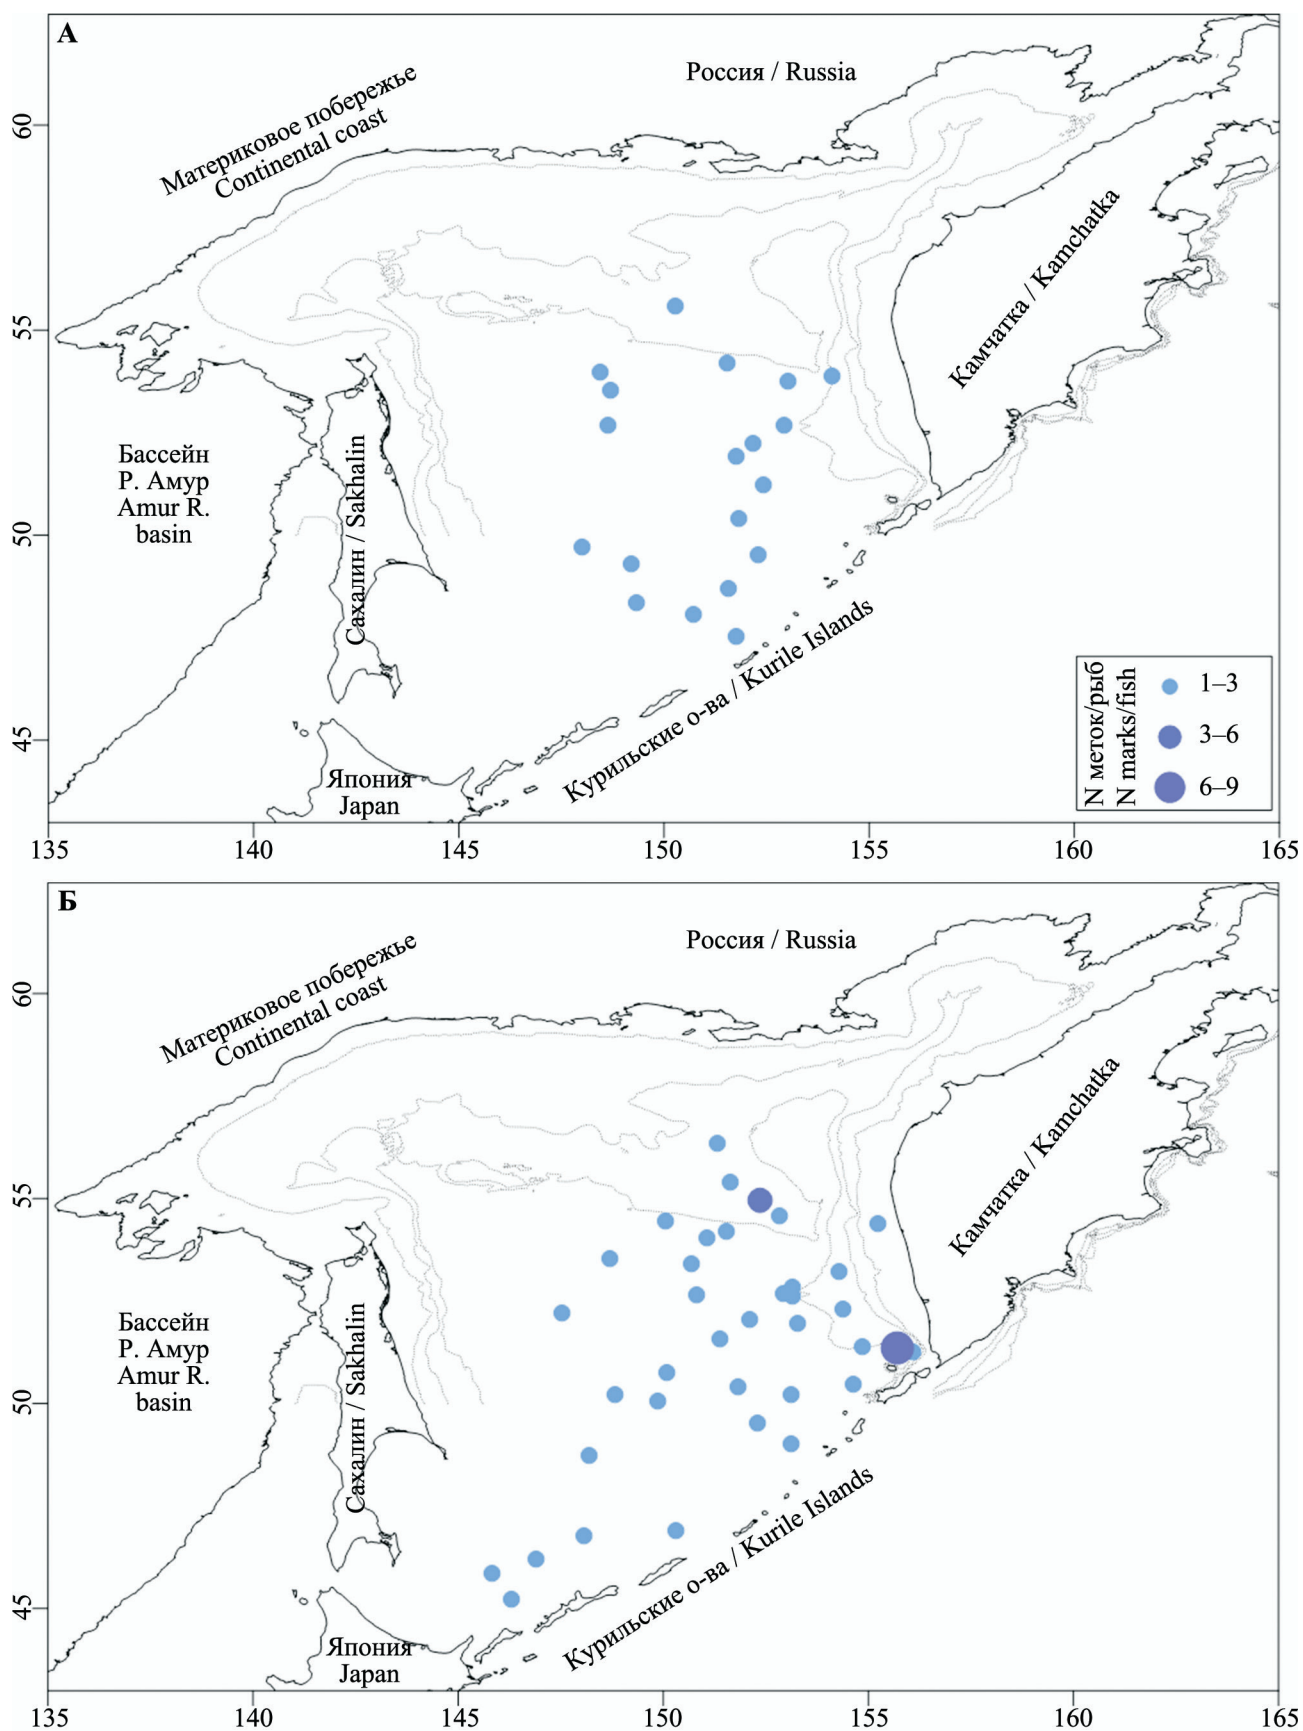 А
Россия / Russia
Материковое побережье
Continental coast
60
Камчатка / Kamchatka
55
Бассейн
Р. Амур
Amur R.
basin
Сахалин / Sakhalin
50
Курильские о-ва / Kurile Islands
N меток/рыб
N marks/fish
1–3
3–6
6–9
45
Япония
Japan
135
140
145
150
155
160
165
Б
Россия / Russia
Материковое побережье
Continental coast
60
Камчатка / Kamchatka
55
Бассейн
Р. Амур
Amur R.
basin
Сахалин / Sakhalin
50
Курильские о-ва / Kurile Islands
45
Япония
Japan
135
140
145
150
155
160
165